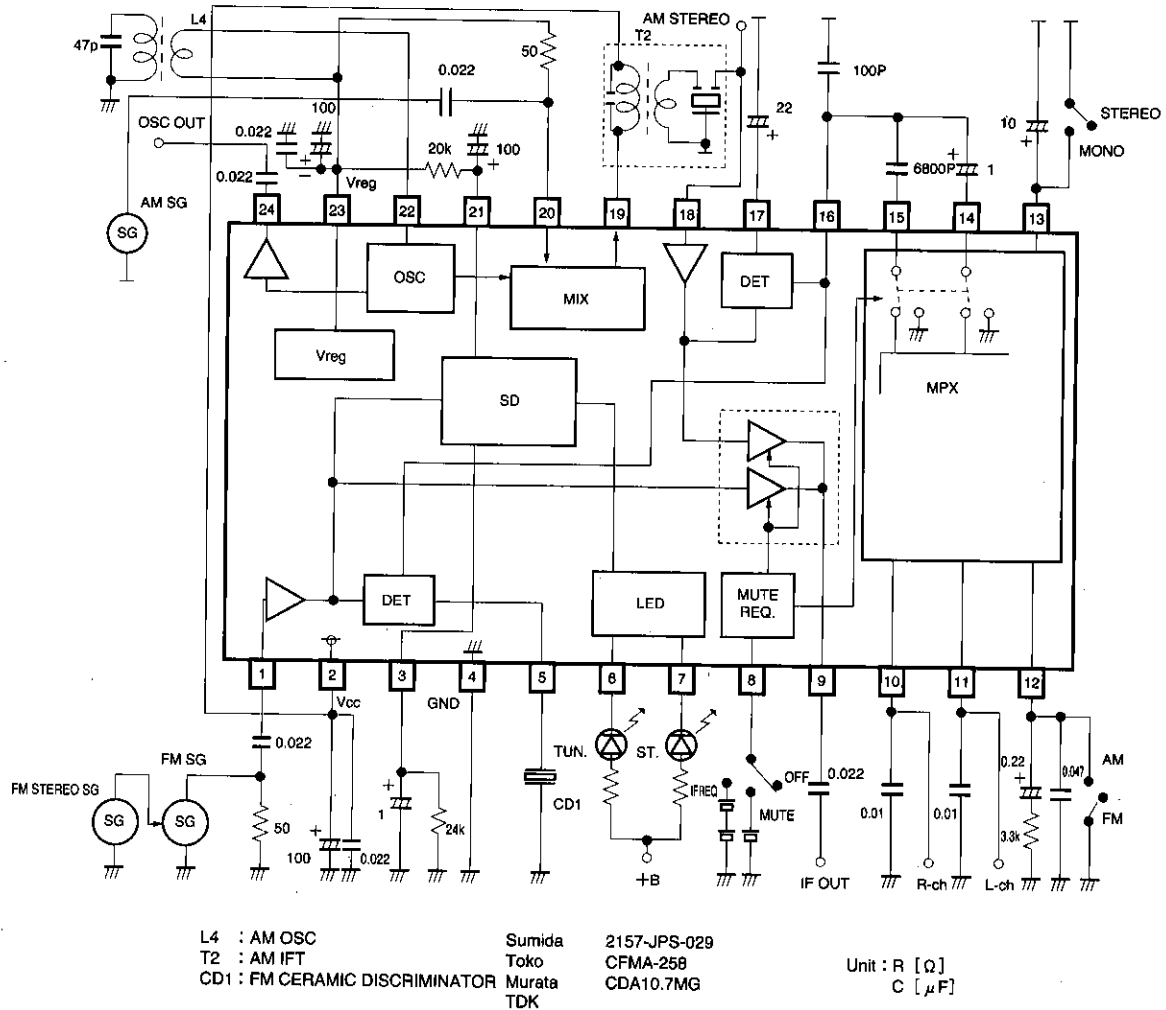 L4
AM STEREO
T2
47p
50
0.022
100P
22
OSC OUT
0.022
100
20k
100
10
STEREO
MONO
6800P
1
0.022
Vreg
AM SG
SG
24
23
22
21
20
19
18
17
16
15
14
13
OSC
MIX
DET
Vreg
SD
MPX
DET
LED
MUTE
REQ.
1
2
3
4
5
6
7
8
9
10
11
12
Vcc
GND
0.022
FM SG
FM STEREO SG
SG
SG
50
100
0.022
1
24k
CD1
TUN.
ST.
+B
IFREQ
OFF
MUTE
0.022
IF OUT
0.01
R-ch
0.01
L-ch
0.22
0.047
3.3k
AM
FM
L4 : AM OSC Sumida 2157-JPS-029
T2 : AM IFT Toko CFMA-258
CD1 : FM CERAMIC DISCRIMINATOR Murata CDA10.7MG
TDK
Unit : R [Ω]
C [μF]